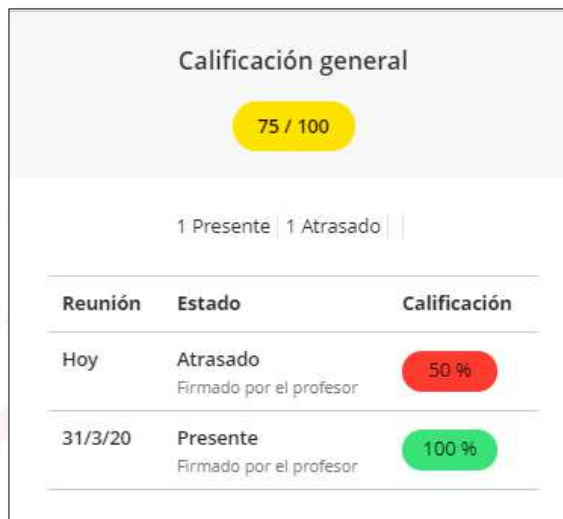 Calificación general
75 / 100
1 Presente 1 Atrasado
Reunión Estado Calificación
Hoy Atrasado 50 %
Firmado por el profesor
31/3/20 Presente 100 %
Firmado por el profesor